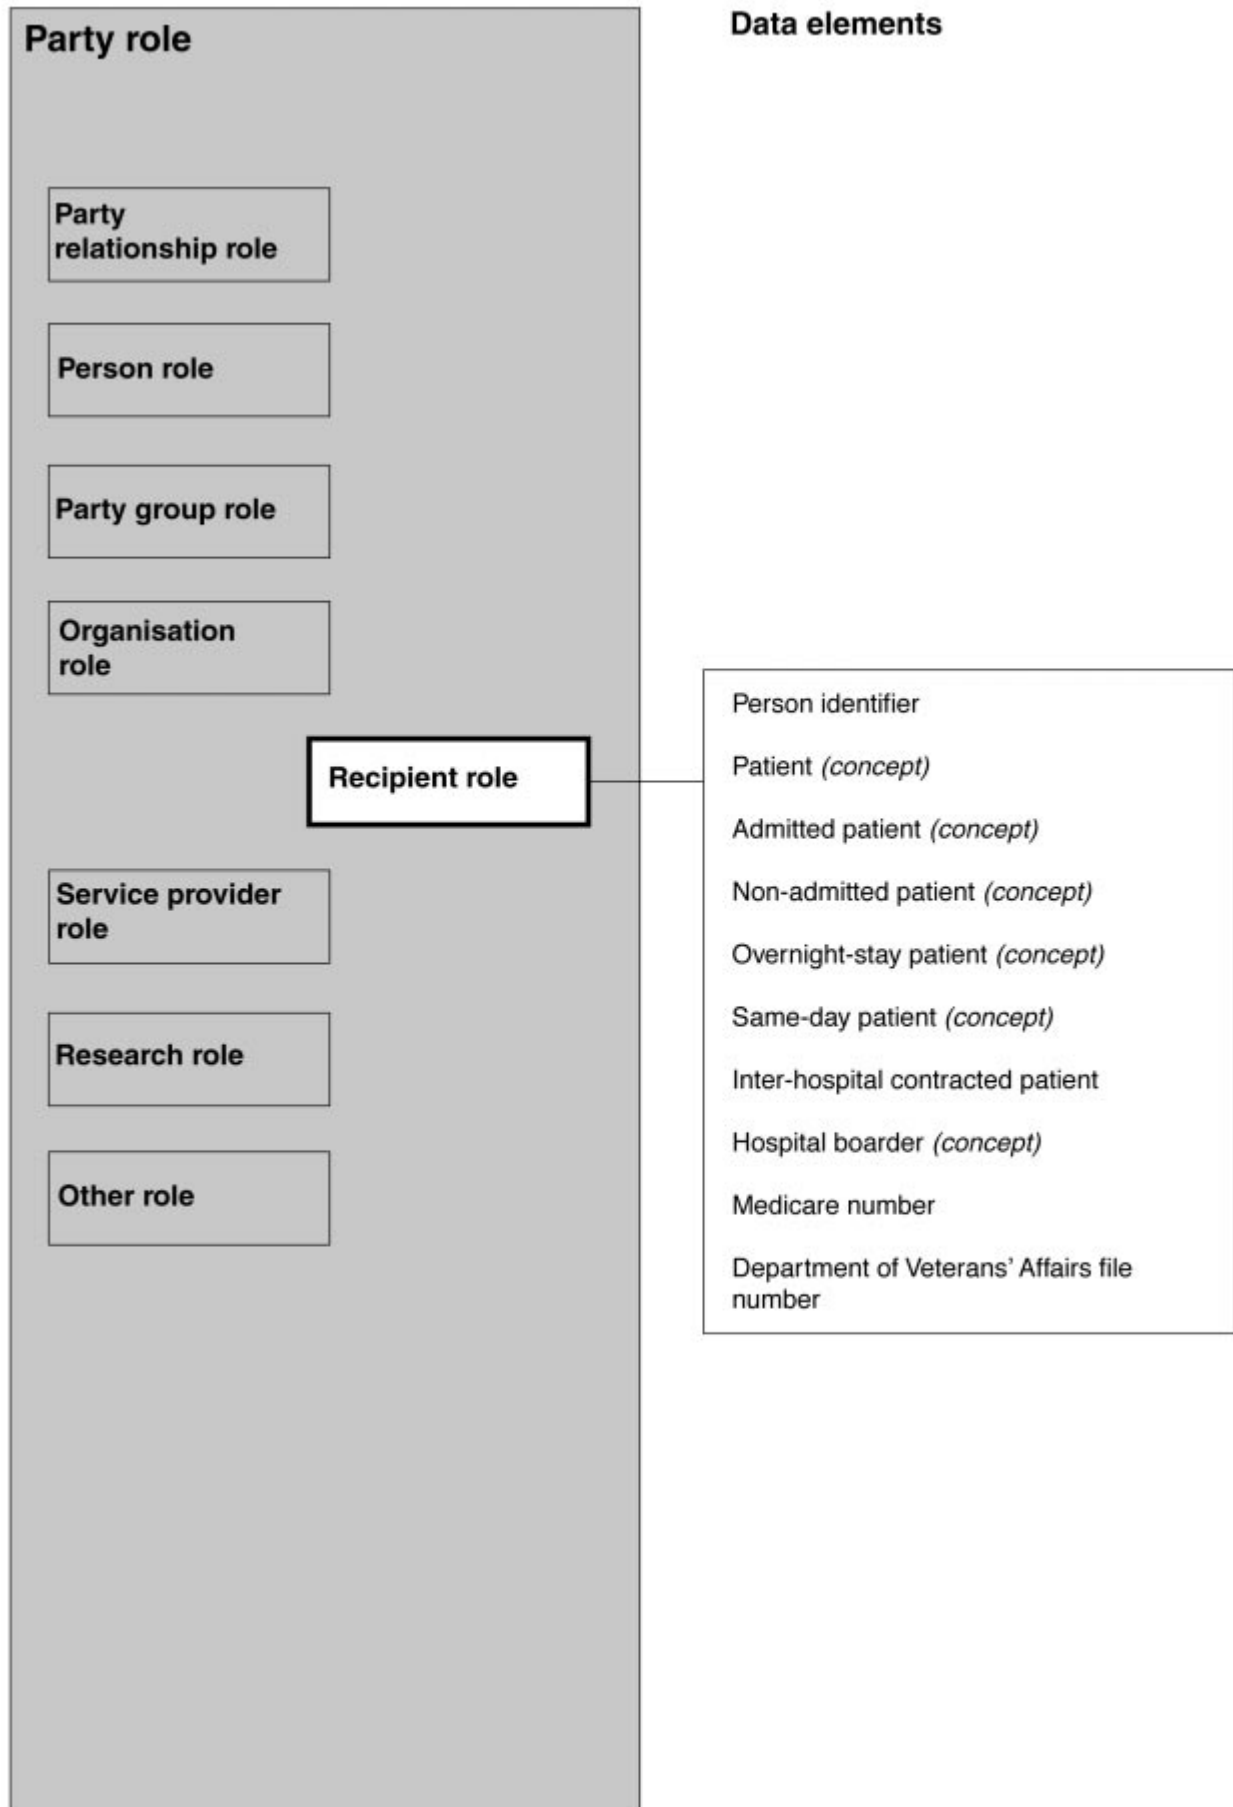 Party role
Data elements
Party
relationship role
Person role
Party group role
Organisation
role
Recipient role
Service provider
role
Research role
Other role
Person identifier
Patient (concept)
Admitted patient (concept)
Non-admitted patient (concept)
Overnight-stay patient (concept)
Same-day patient (concept)
Inter-hospital contracted patient
Hospital boarder (concept)
Medicare number
Department of Veterans’ Affairs file
number